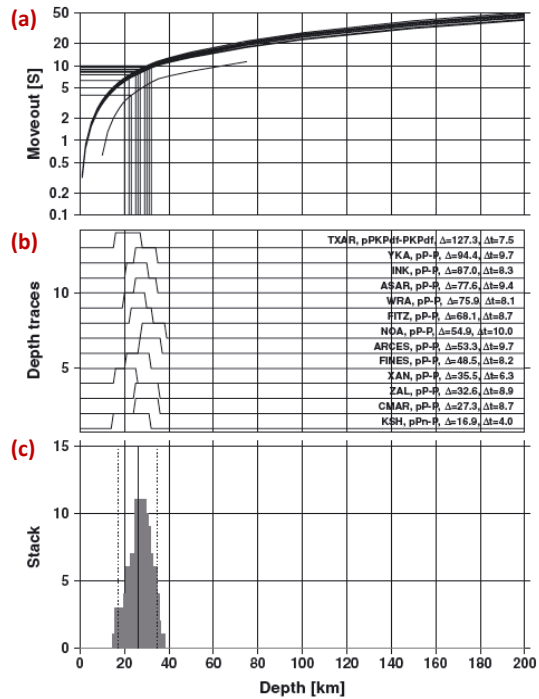 (a)
50
20
10
5
2
1
0.5
0.1
Moveout [S]
(b)
TXAR, pPKPdf-PKPdf, Δ=127.3, Δt=7.5
YKA, pP-P, Δ=94.4, Δt=9.7
INK, pP-P, Δ=87.0, Δt=8.3
ASAR, pP-P, Δ=77.6, Δt=9.4
WRA, pP-P, Δ=75.9, Δt=8.1
FITZ, pP-P, Δ=68.1, Δt=8.7
NOA, pP-P, Δ=54.9, Δt=10.0
ARCES, pP-P, Δ=53.3, Δt=9.7
FINES, pP-P, Δ=48.5, Δt=8.2
XAN, pP-P, Δ=35.5, Δt=6.3
ZAL, pP-P, Δ=32.6, Δt=8.9
CMAR, pP-P, Δ=27.3, Δt=8.7
KSH, pPn-P, Δ=16.9, Δt=4.0
10
5
Depth traces
(c)
15
10
5
0
Stack
0 20 40 60 80 100 120 140 160 180 200
Depth [km]